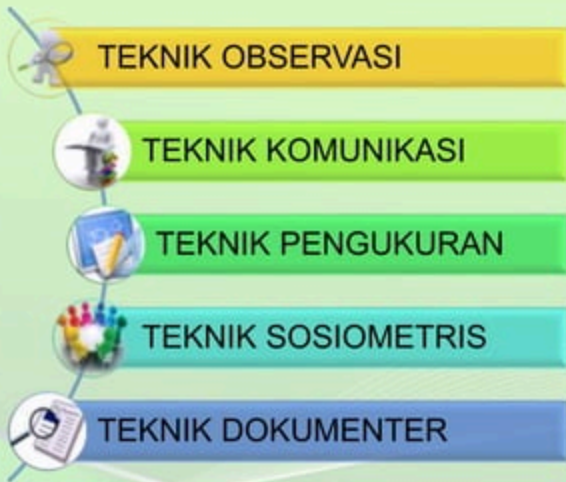 TEKNIK OBSERVASI
TEKNIK KOMUNIKASI
TEKNIK PENGUKURAN
TEKNIK SOSIOMETRIS
TEKNIK DOKUMENTER